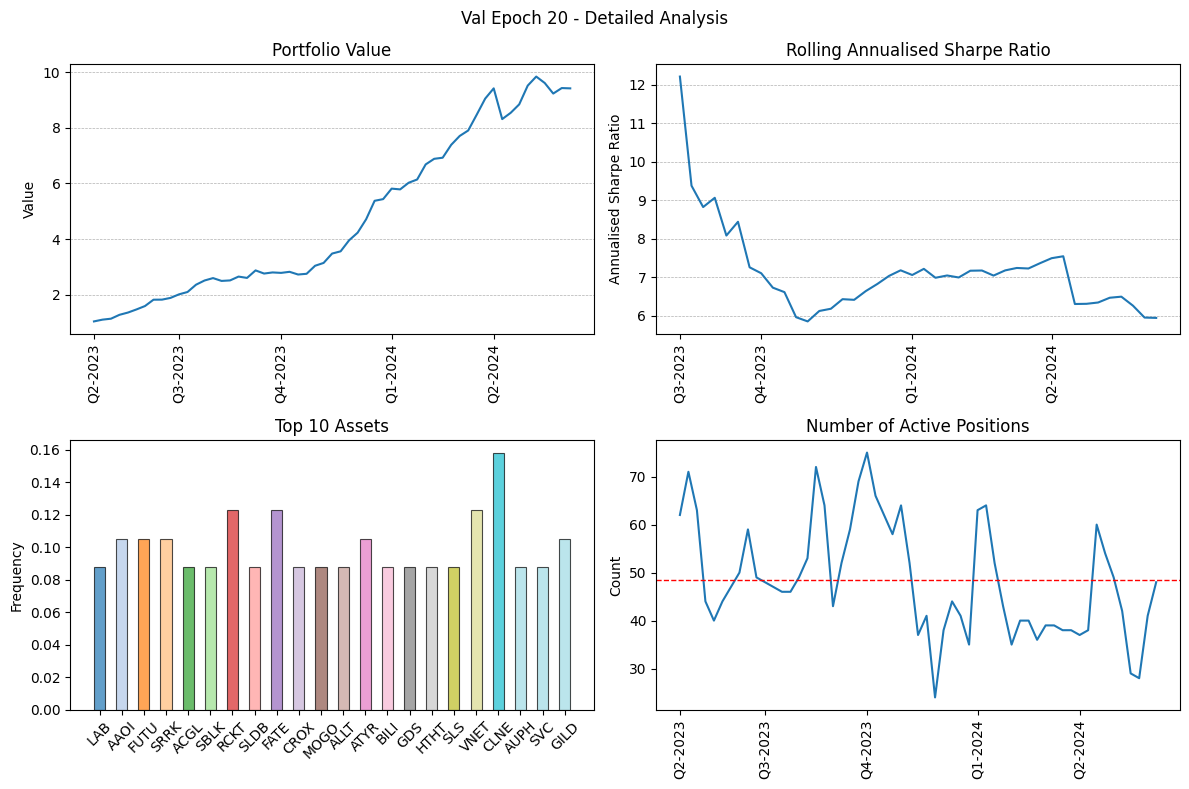 Val Epoch 20 - Detailed Analysis
Portfolio Value
Value
10
8
6
4
2
Q2-2023
Q3-2023
Q4-2023
Q1-2024
Q2-2024
Rolling Annualised Sharpe Ratio
Annualised Sharpe Ratio
12
11
10
9
8
7
6
Q3-2023
Q4-2023
Q1-2024
Q2-2024
Top 10 Assets
Frequency
0.16
0.14
0.12
0.10
0.08
0.06
0.04
0.02
0.00
LAB
AAOI
FUTU
SRRK
ACGL
SBLK
RCKT
SLDB
FATE
CROX
MOGO
ALLT
ATYR
BILI
GDS
HTHT
SLS
VNET
CLNE
AUPH
SVC
GILD
Number of Active Positions
Count
70
60
50
40
30
Q2-2023
Q3-2023
Q4-2023
Q1-2024
Q2-2024